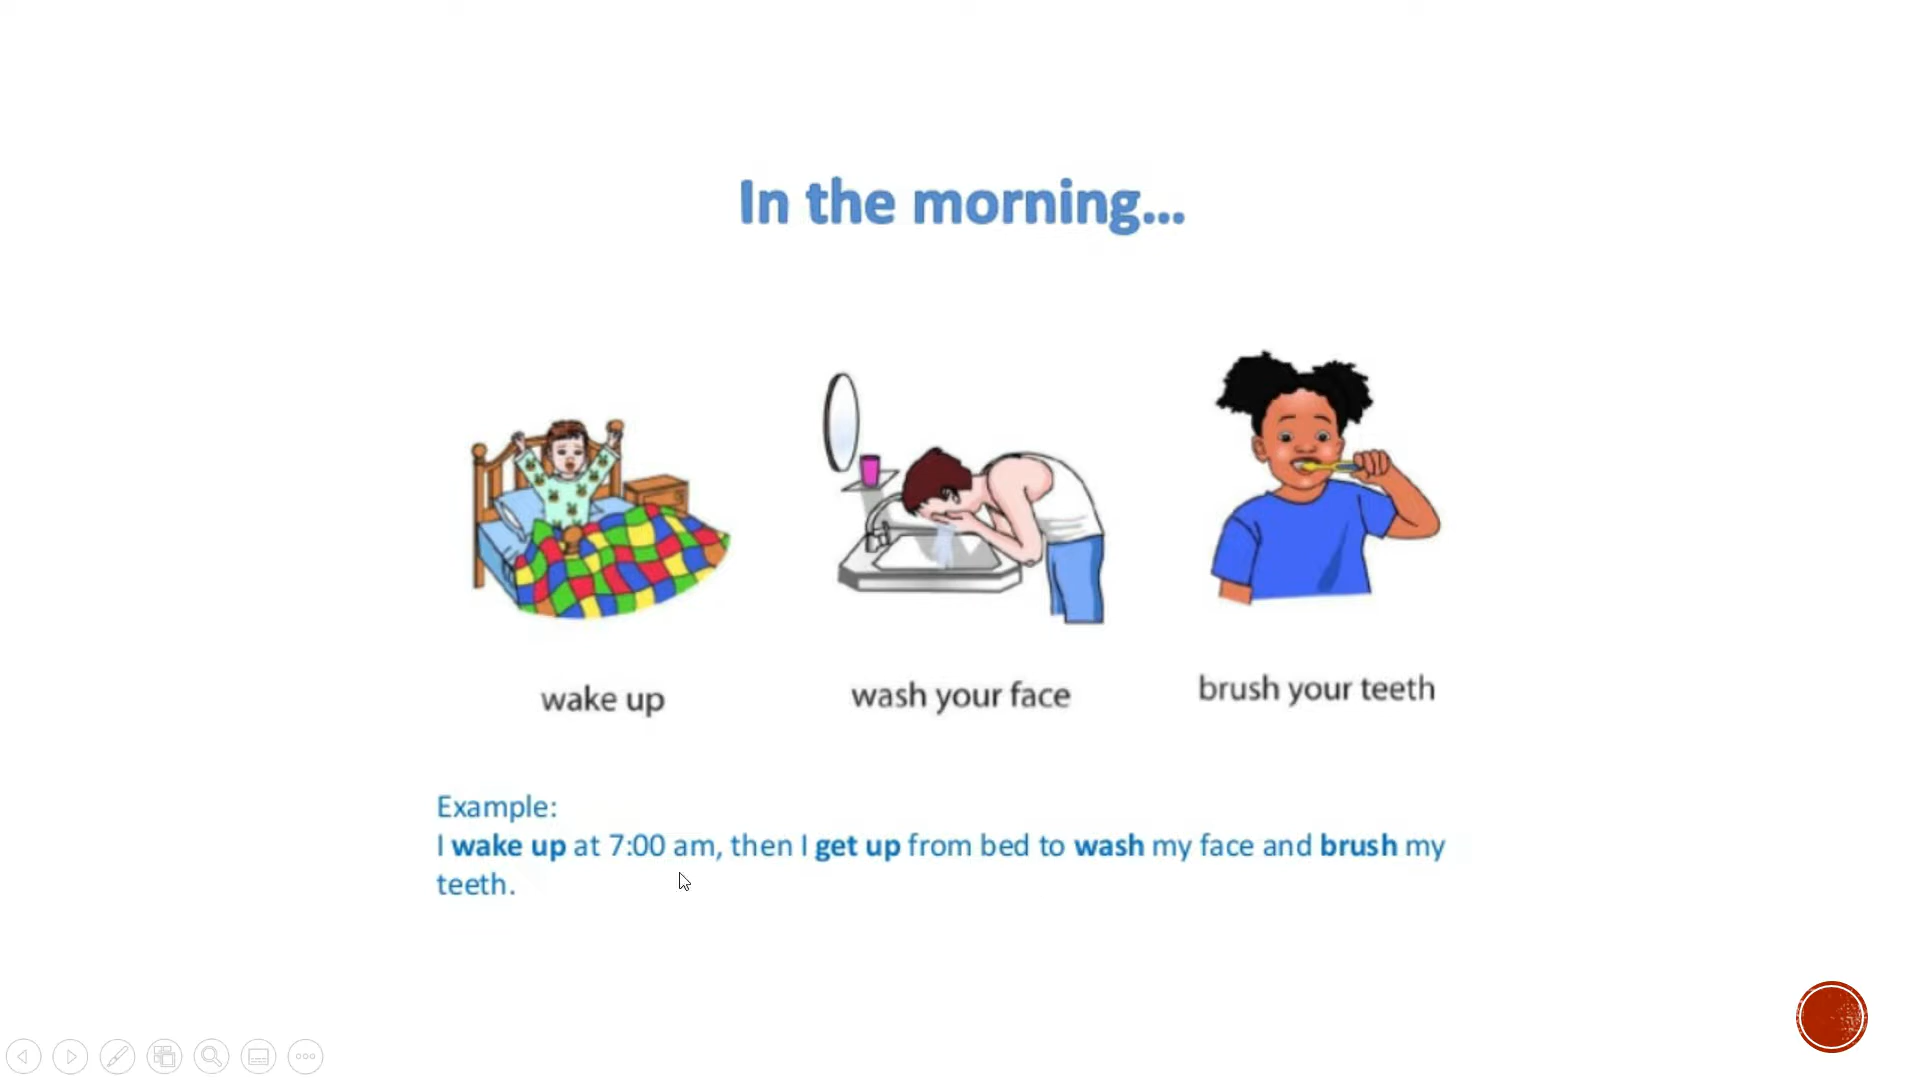 In the morning...
wake up
wash your face
brush your teeth
Example:
I wake up at 7:00 am, then I get up from bed to wash my face and brush my
teeth.